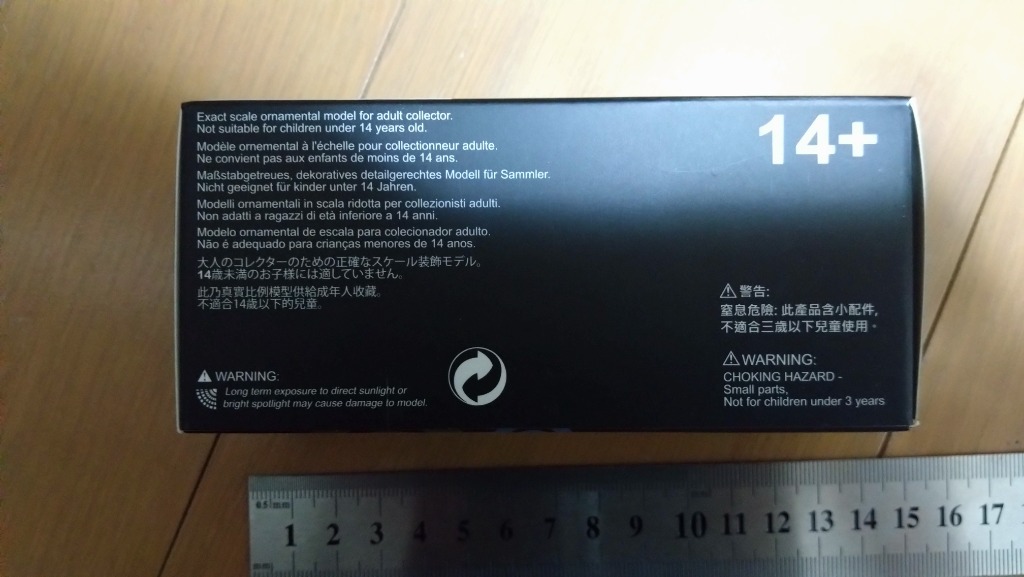 Exact scale ornamental model for adult collector.
Not suitable for children under 14 years old.
Modèle ornemental à l'échelle pour collectionneur adulte.
Ne convient pas aux enfants de moins de 14 ans.
Maßstabgetreues, dekoratives detailgerechtes Modell für Sammler.
Nicht geeignet für kinder unter 14 Jahren.
Modelli ornamentali in scala ridotta per collezionisti adulti.
Non adatti a ragazzi di età inferiore a 14 anni.
Modelo ornamental de escala para colecionador adulto.
Não é adequado para crianças menores de 14 anos.
大人のコレクターのための正確なスケール装飾モデル。
14歳未満のお子様には適していません。
此乃真實比例模型供給成年人收藏。
不適合14歲以下的兒童。
WARNING:
Long term exposure to direct sunlight or
bright spotlight may cause damage to model.
14+
警告:
窒息危險: 此產品含小配件,
不適合三歲以下兒童使用。
WARNING:
CHOKING HAZARD -
Small parts,
Not for children under 3 years
0.5mm
1 2 3 4 5 6 7 8 9 10 11 12 13 14 15 16 17
mm